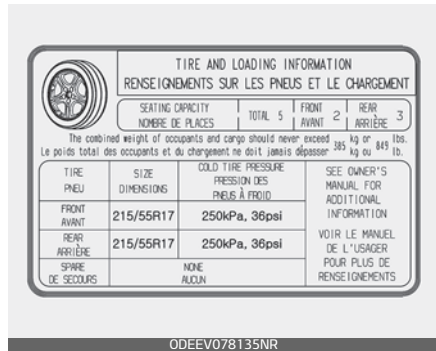 TIRE AND LOADING INFORMATION
RENSEIGNEMENTS SUR LES PNEUS ET LE CHARGEMENT
SEATING CAPACITY
NOMBRE DE PLACES
TOTAL 5
FRONT
AVANT 2
REAR
ARRIÈRE 3
The combined weight of occupants and cargo should never exceed 385 kg or 849 lbs.
Le poids total des occupants et du chargement ne doit jamais dépasser 385 kg ou 849 lb.
TIRE
PNEU
SIZE
DIMENSIONS
COLD TIRE PRESSURE
PRESSION DES
PNEUS À FROID
FRONT
AVANT
215/55R17
250kPa, 36psi
REAR
ARRIÈRE
215/55R17
250kPa, 36psi
SPARE
DE SECOURS
NONE
AUCUN
SEE OWNER'S
MANUAL FOR
ADDITIONAL
INFORMATION
VOIR LE MANUEL
DE L'USAGER
POUR PLUS DE
RENSEIGNEMENTS
ODEEV078135NR